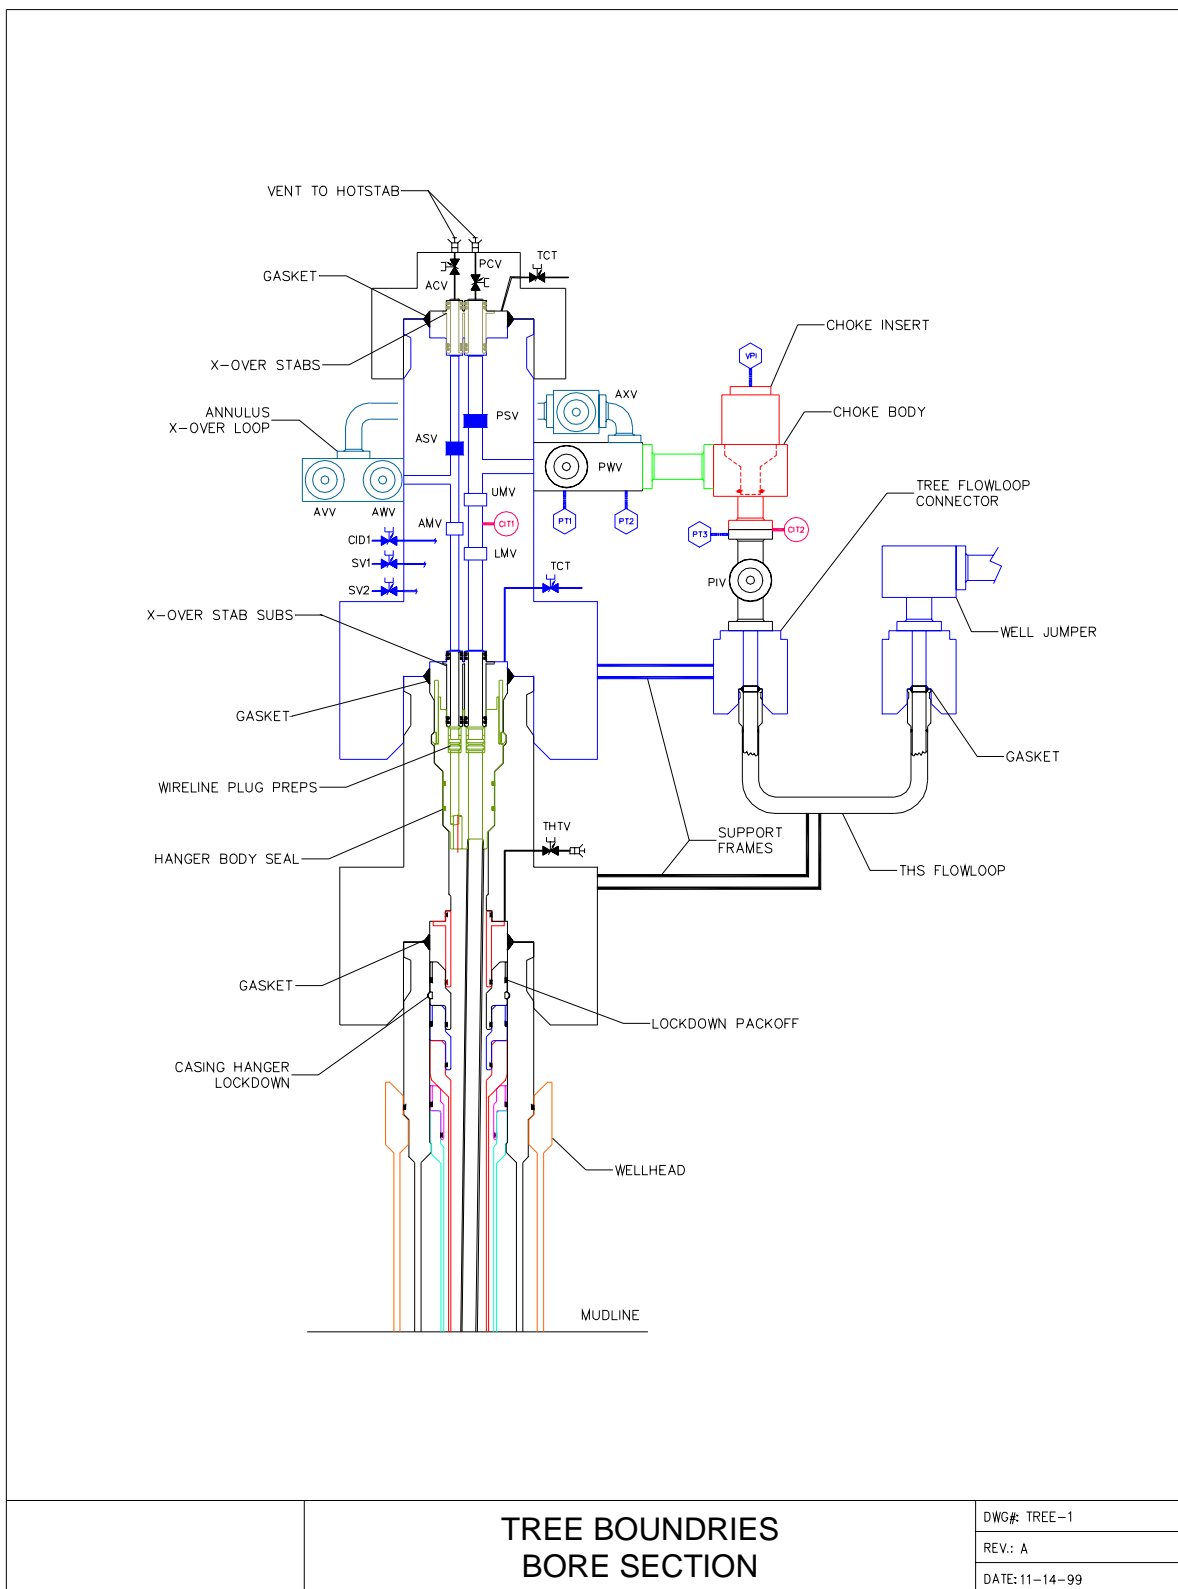 VENT TO HOTSTAB
PCV
TCT
GASKET
ACV
CHOKE INSERT
VPI
X-OVER STABS
AXV
ANNULUS
X-OVER LOOP
CHOKE BODY
PSV
ASV
PWV
TREE FLOWLOOP
CONNECTOR
UMV
AVV
AWV
AMV
CIT1
PT1
PT2
PT3
CIT2
CID1
LMV
SV1
TCT
PIV
SV2
X-OVER STAB SUBS
WELL JUMPER
GASKET
GASKET
WIRELINE PLUG PREPS
THTV
SUPPORT
FRAMES
HANGER BODY SEAL
THS FLOWLOOP
GASKET
LOCKDOWN PACKOFF
CASING HANGER
LOCKDOWN
WELLHEAD
MUDLINE
TREE BOUNDRIES
BORE SECTION
DWG#: TREE-1
REV.: A
DATE: 11-14-99